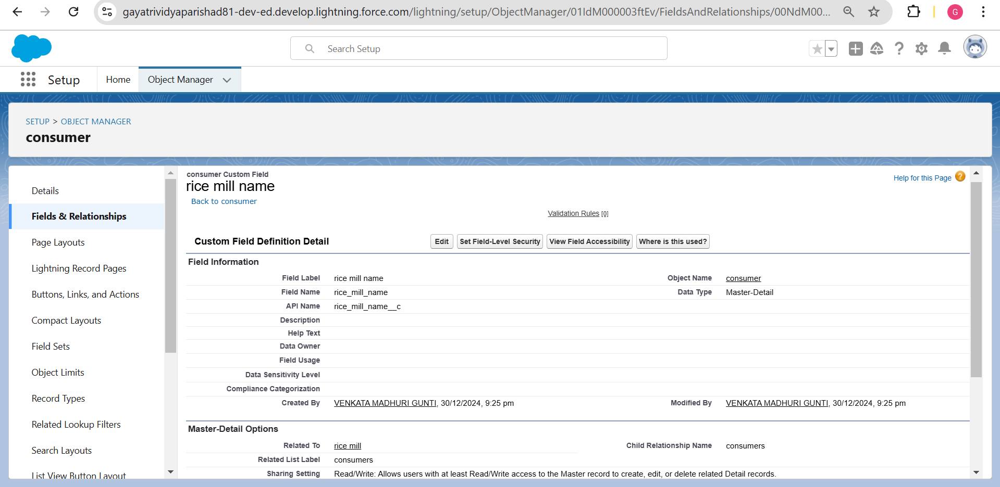 gayatrividyaparishad81-dev-ed.develop.lightning.force.com/lightning/setup/ObjectManager/01IdM000003ftEv/FieldsAndRelationships/00NdM00...
G
Search Setup
Setup
Home
Object Manager
SETUP > OBJECT MANAGER
consumer
Details
Fields & Relationships
Page Layouts
Lightning Record Pages
Buttons, Links, and Actions
Compact Layouts
Field Sets
Object Limits
Record Types
Related Lookup Filters
Search Layouts
List View Button Layout
consumer Custom Field
rice mill name
Back to consumer
Help for this Page ?
Validation Rules [0]
Custom Field Definition Detail
Edit
Set Field-Level Security
View Field Accessibility
Where is this used?
Field Information
Field Label rice mill name Object Name consumer
Field Name rice_mill_name Data Type Master-Detail
API Name rice_mill_name__c
Description
Help Text
Data Owner
Field Usage
Data Sensitivity Level
Compliance Categorization
Created By VENKATA MADHURI GUNTI, 30/12/2024, 9:25 pm Modified By VENKATA MADHURI GUNTI, 30/12/2024, 9:25 pm
Master-Detail Options
Related To rice mill Child Relationship Name consumers
Related List Label consumers
Sharing Setting Read/Write: Allows users with at least Read/Write access to the Master record to create, edit, or delete related Detail records.